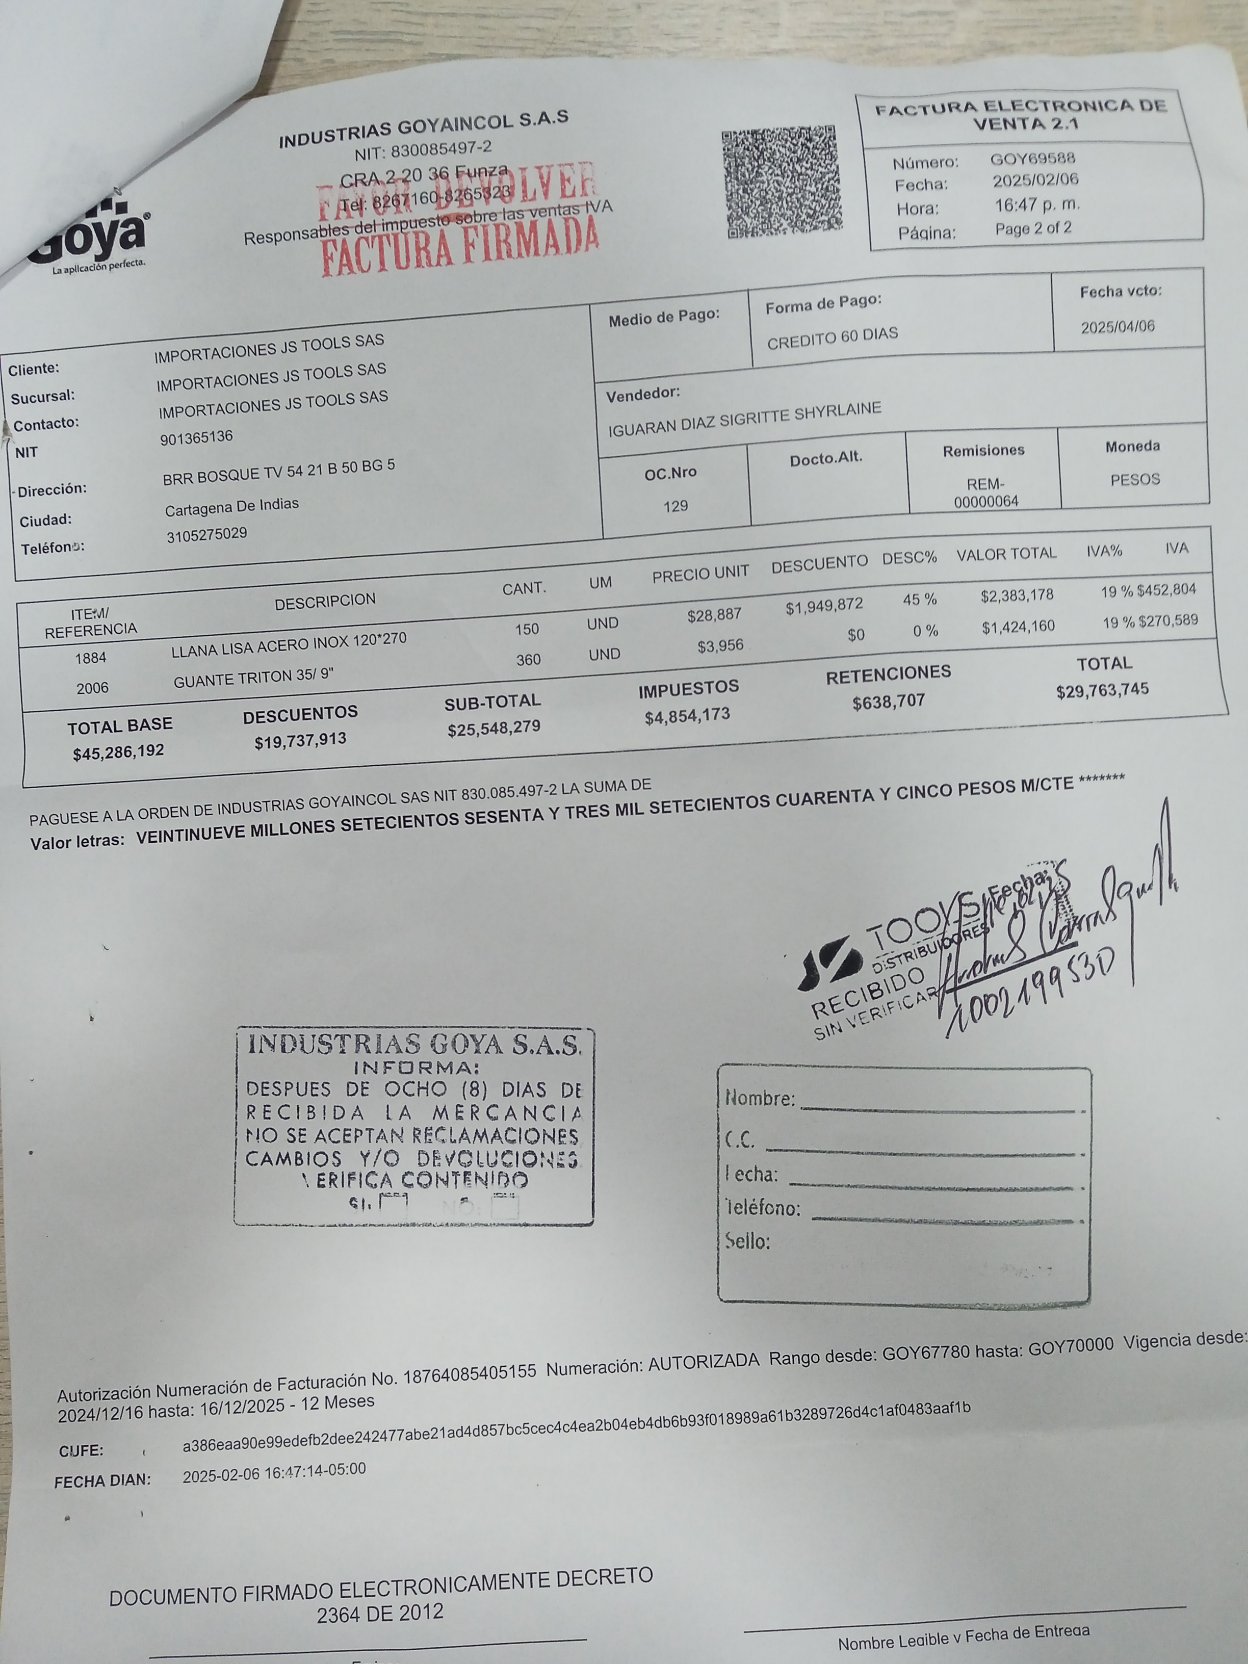 INDUSTRIAS GOYAINCOL S.A.S
NIT: 830085497-2
CRA 2 20 36 Funza
Tel: 8267160-8265323
Responsables del impuesto sobre las ventas IVA
FAVOR DEVOLVER
FACTURA FIRMADA
Goya®
La aplicación perfecta.
FACTURA ELECTRONICA DE
VENTA 2.1
Número: GOY69588
Fecha: 2025/02/06
Hora: 16:47 p. m.
Página: Page 2 of 2
Cliente: IMPORTACIONES JS TOOLS SAS
Sucursal: IMPORTACIONES JS TOOLS SAS
Contacto: IMPORTACIONES JS TOOLS SAS
NIT 901365136
Dirección: BRR BOSQUE TV 54 21 B 50 BG 5
Ciudad: Cartagena De Indias
Teléfono: 3105275029
Medio de Pago:
Forma de Pago:
CREDITO 60 DIAS
Fecha vcto:
2025/04/06
Vendedor:
IGUARAN DIAZ SIGRITTE SHYRLAINE
OC.Nro Docto.Alt. Remisiones Moneda
129 REM- PESOS
00000064
ITEM/ DESCRIPCION CANT. UM PRECIO UNIT DESCUENTO DESC% VALOR TOTAL IVA% IVA
REFERENCIA
1884 LLANA LISA ACERO INOX 120*270 150 UND $28,887 $1,949,872 45 % $2,383,178 19 % $452,804
2006 GUANTE TRITON 35/ 9" 360 UND $3,956 $0 0 % $1,424,160 19 % $270,589
TOTAL BASE DESCUENTOS SUB-TOTAL IMPUESTOS RETENCIONES TOTAL
$45,286,192 $19,737,913 $25,548,279 $4,854,173 $638,707 $29,763,745
PAGUESE A LA ORDEN DE INDUSTRIAS GOYAINCOL SAS NIT 830.085.497-2 LA SUMA DE
Valor letras: VEINTINUEVE MILLONES SETECIENTOS SESENTA Y TRES MIL SETECIENTOS CUARENTA Y CINCO PESOS M/CTE *******
JS TOOLS Fecha:
DISTRIBUIDORES
RECIBIDO
SIN VERIFICAR
1002199530
INDUSTRIAS GOYA S.A.S.
INFORMA:
DESPUES DE OCHO (8) DIAS DE
RECIBIDA LA MERCANCIA
NO SE ACEPTAN RECLAMACIONES
CAMBIOS Y/O DEVOLUCIONES
VERIFICA CONTENIDO
SI. NO:
Nombre:
C.C.
Fecha:
Teléfono:
Sello:
Autorización Numeración de Facturación No. 18764085405155 Numeración: AUTORIZADA Rango desde: GOY67780 hasta: GOY70000 Vigencia desde:
2024/12/16 hasta: 16/12/2025 - 12 Meses
CUFE: a386eaa90e99edefb2dee242477abe21ad4d857bc5cec4c4ea2b04eb4db6b93f018989a61b3289726d4c1af0483aaf1b
FECHA DIAN: 2025-02-06 16:47:14-05:00
DOCUMENTO FIRMADO ELECTRONICAMENTE DECRETO
2364 DE 2012
Nombre Legible y Fecha de Entrega